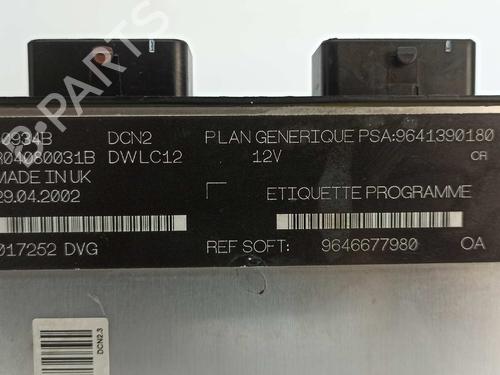 B-PARTS
0934B DCN2 PLAN GENERIQUE PSA:9641390180
R04080031B DWLC12 12V CR
MADE IN UK
29.04.2002 ETIQUETTE PROGRAMME
017252 DVG REF SOFT: 9646677980 OA
DCN2.3